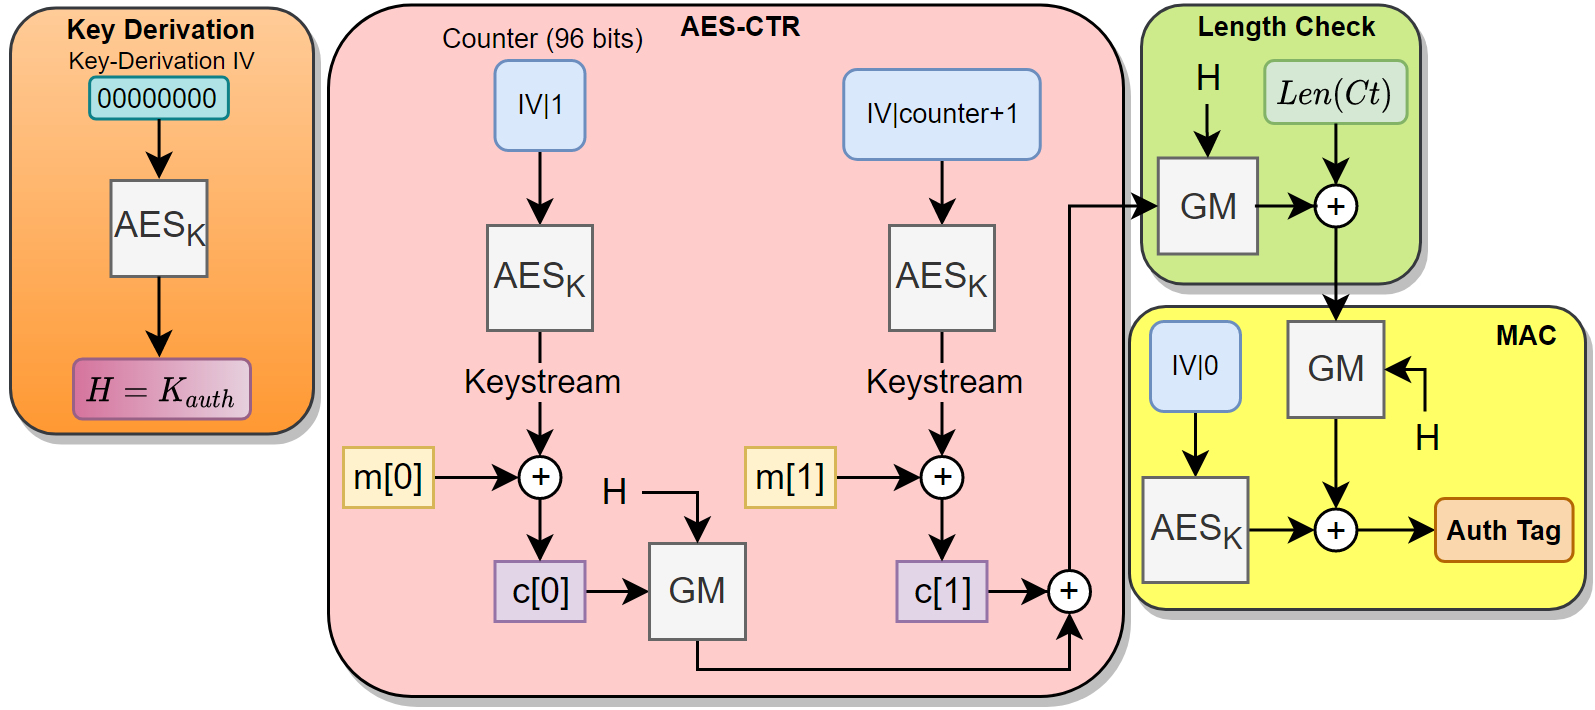 Key Derivation
Key-Derivation IV
00000000
AES_K
H = K_auth
AES-CTR
Counter (96 bits)
IV|1
IV|counter+1
AES_K
AES_K
Keystream
Keystream
m[0]
+
m[1]
+
H
c[0]
GM
c[1]
+
Length Check
H
Len(Ct)
GM
+
MAC
IV|0
GM
H
AES_K
+
Auth Tag